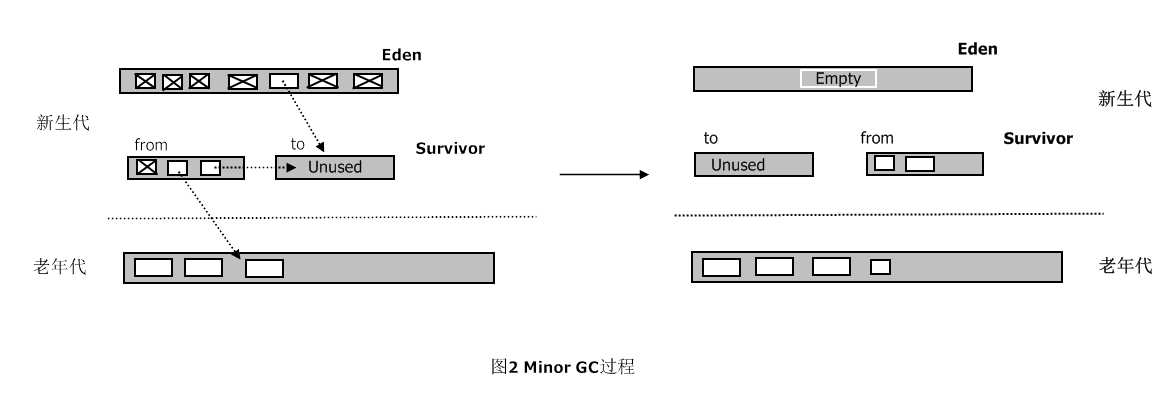 Eden
新生代
from
to
Unused
Survivor
老年代
Eden
Empty
新生代
to
Unused
from
Survivor
老年代
图2 Minor GC过程